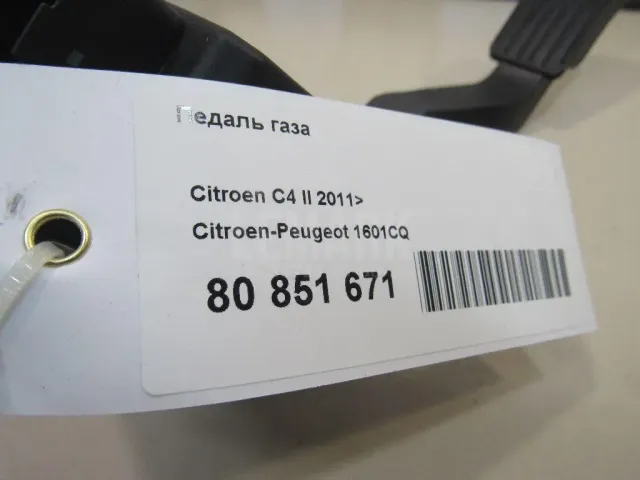 Педаль газа
Citroen C4 II 2011>
Citroen-Peugeot 1601CQ
80 851 671